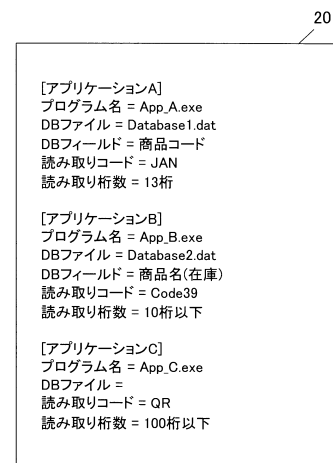 20
[アプリケーションA]
プログラム名 = App_A.exe
DBファイル = Database1.dat
DBフィールド = 商品コード
読み取りコード = JAN
読み取り桁数 = 13桁
[アプリケーションB]
プログラム名 = App_B.exe
DBファイル = Database2.dat
DBフィールド = 商品名(在庫)
読み取りコード = Code39
読み取り桁数 = 10桁以下
[アプリケーションC]
プログラム名 = App_C.exe
DBファイル =
読み取りコード = QR
読み取り桁数 = 100桁以下